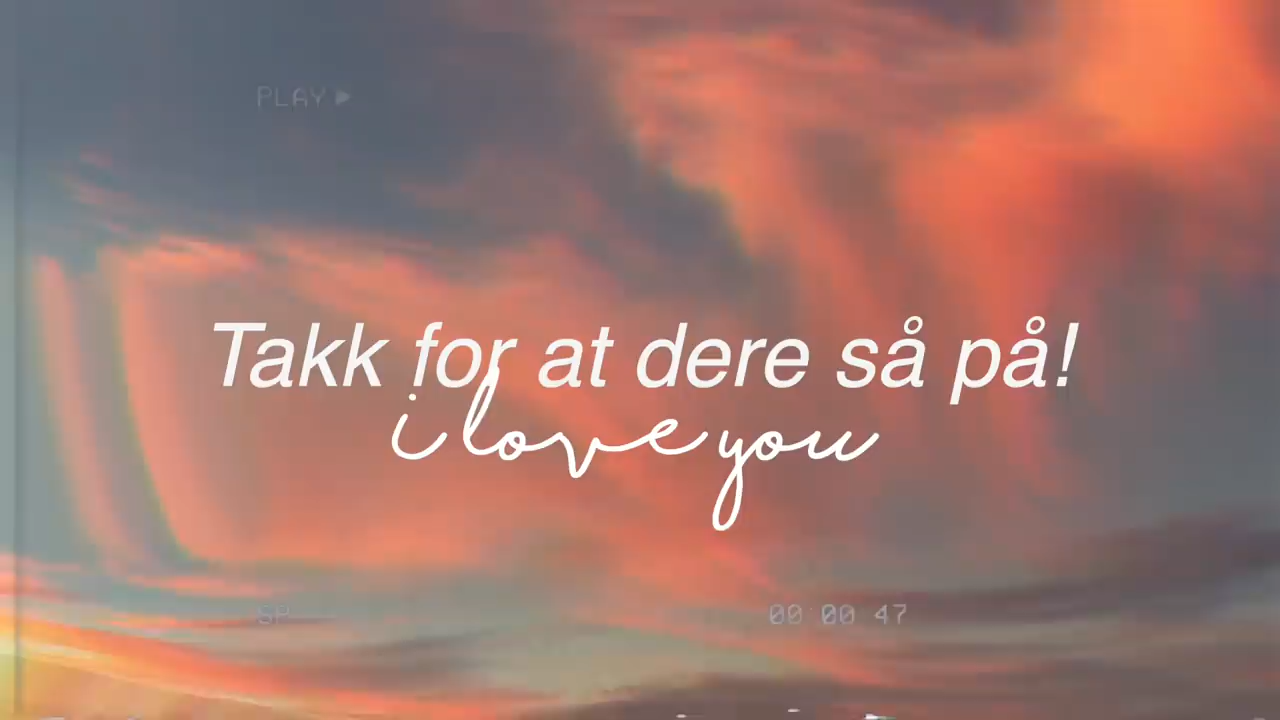 PLAY ▶
Takk for at dere så på!
i love you
SP 00:00 47